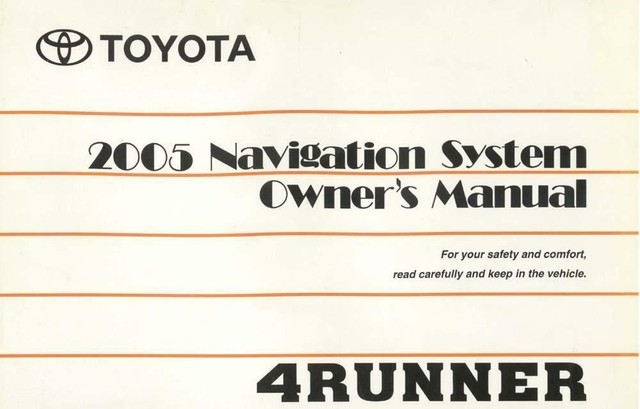 TOYOTA
2005 Navigation System
Owner's Manual
For your safety and comfort,
read carefully and keep in the vehicle.
4RUNNER